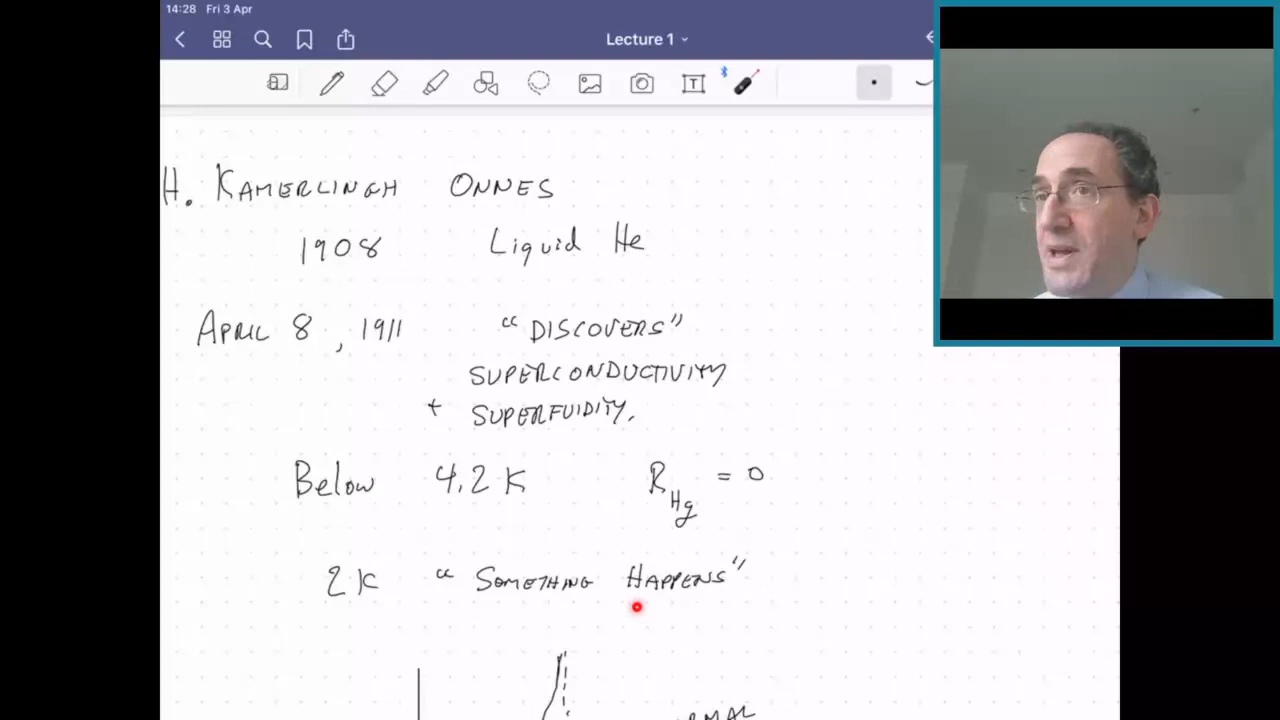 14:28 Fri 3 Apr
Lecture 1
H. KAMERLINGH ONNES
1908 Liquid He
APRIL 8, 1911 "DISCOVERS"
SUPERCONDUCTIVITY
+ SUPERFUIDITY.
Below 4.2 K R_Hg = 0
2K "SOMETHING HAPPENS"